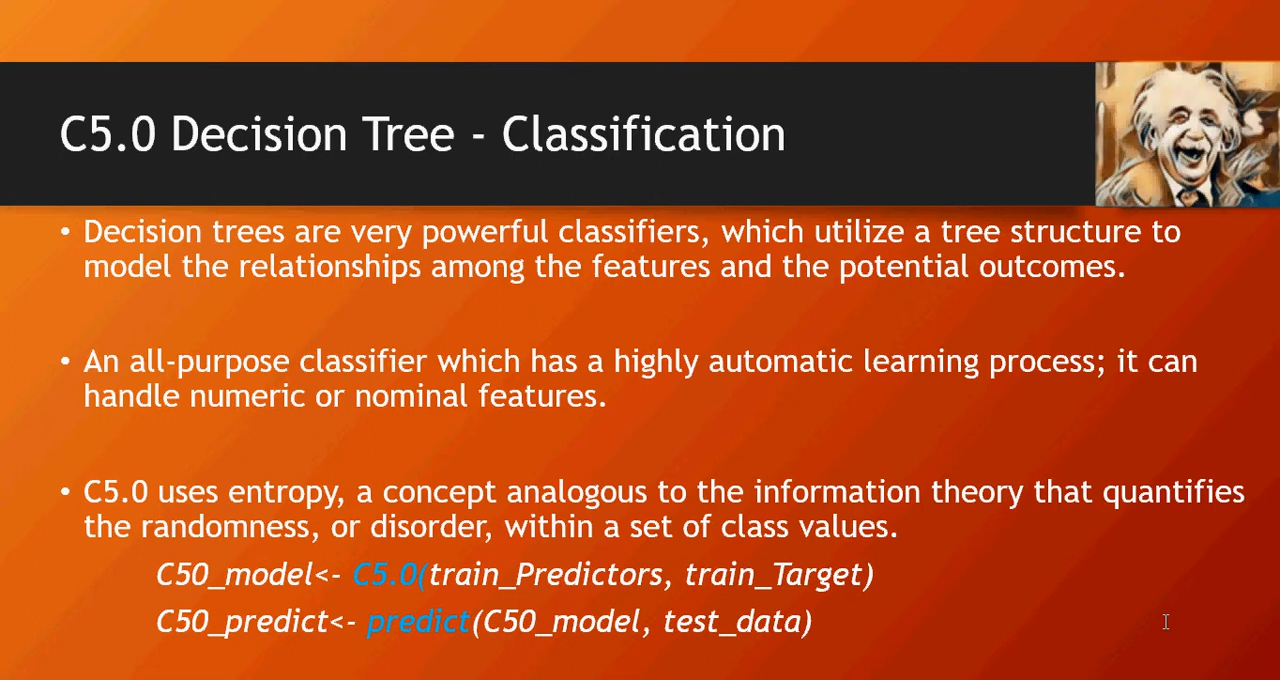 C5.0 Decision Tree - Classification
• Decision trees are very powerful classifiers, which utilize a tree structure to
model the relationships among the features and the potential outcomes.
• An all-purpose classifier which has a highly automatic learning process; it can
handle numeric or nominal features.
• C5.0 uses entropy, a concept analogous to the information theory that quantifies
the randomness, or disorder, within a set of class values.
C50_model<- C5.0(train_Predictors, train_Target)
C50_predict<- predict(C50_model, test_data)